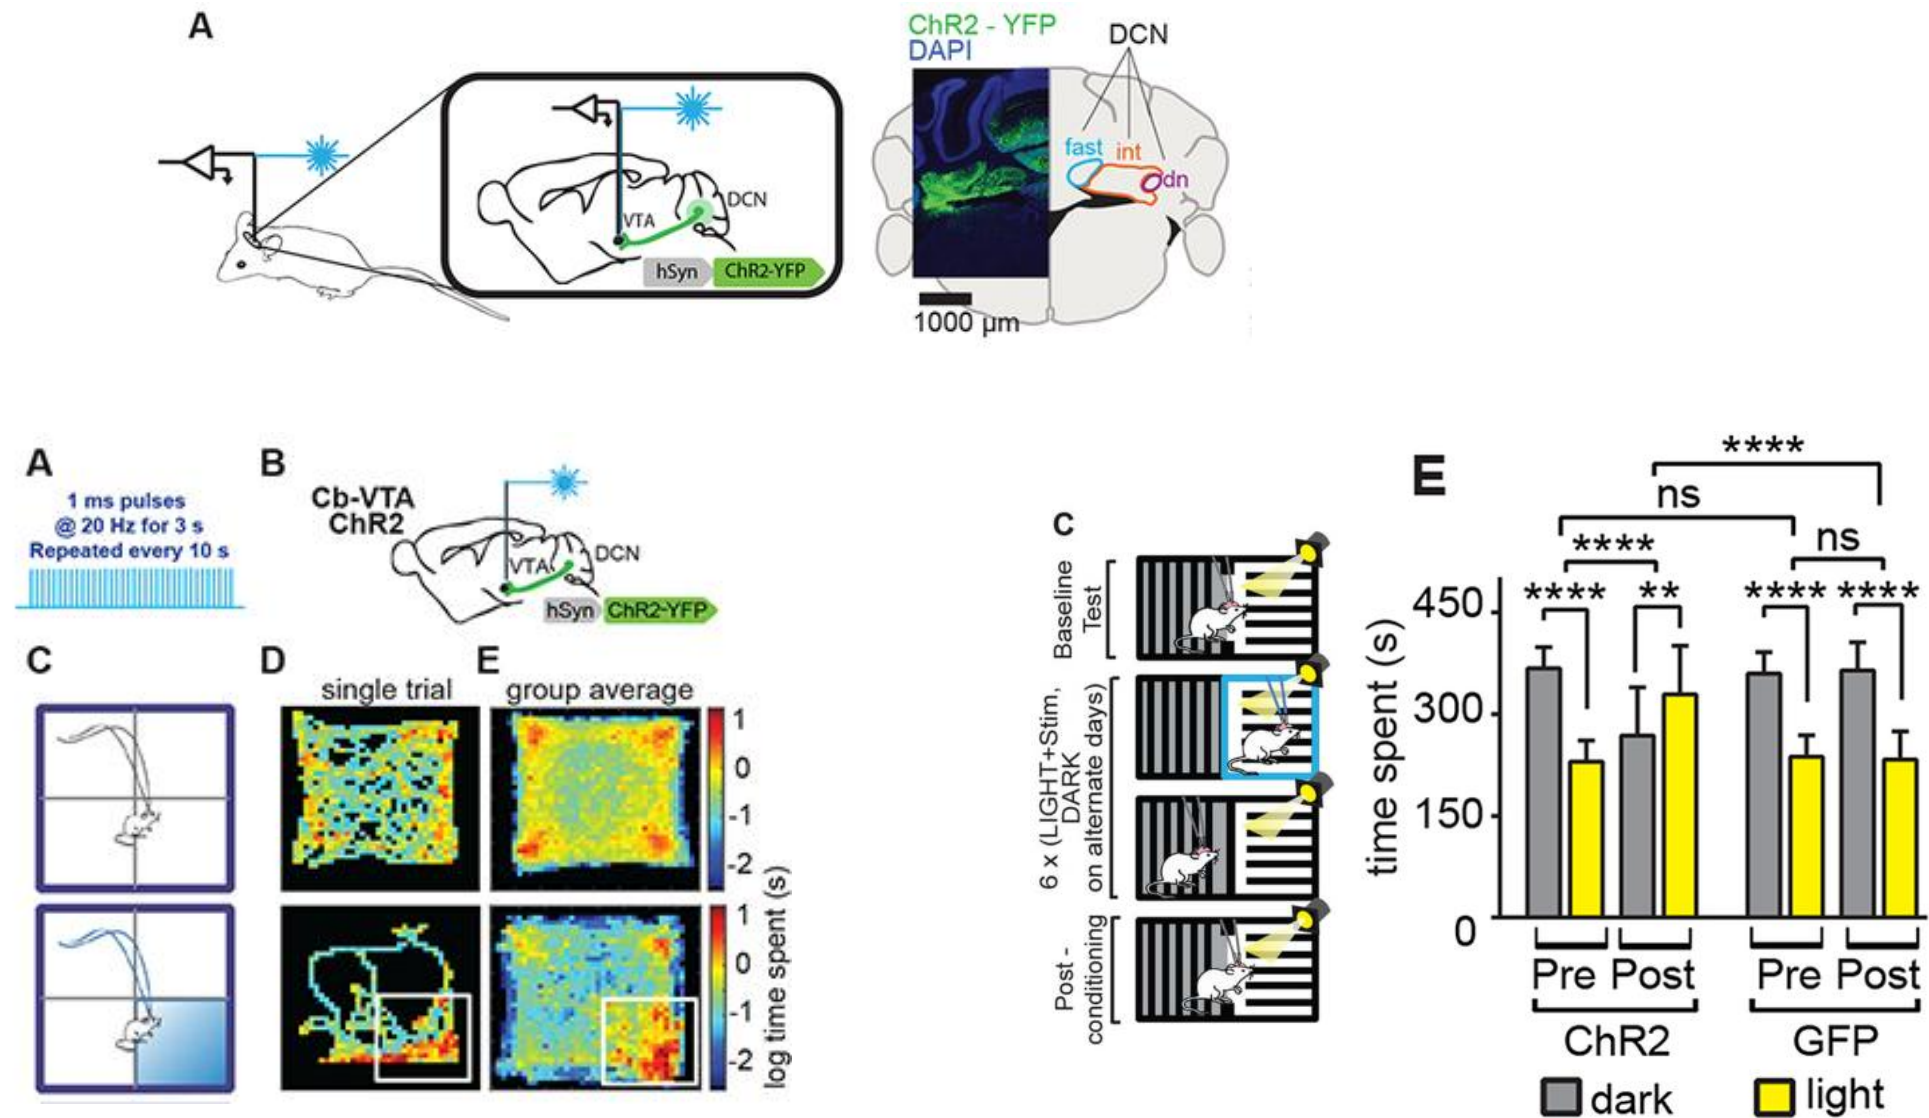 A
ChR2 - YFP
DAPI
DCN
fast
int
dn
VTA
DCN
hSyn
ChR2-YFP
1000 µm
A
1 ms pulses
@ 20 Hz for 3 s
Repeated every 10 s
B
Cb-VTA
ChR2
VTA
DCN
hSyn
ChR2-YFP
C
D
single trial
E
group average
1
0
-1
-2
1
0
-1
-2
log time spent (s)
C
Baseline
Test
6 x (LIGHT+Stim,
DARK
on alternate days)
Post -
conditioning
E
****
ns
****
ns
****
**
****
****
time spent (s)
450
300
150
0
Pre
Post
Pre
Post
ChR2
GFP
dark
light